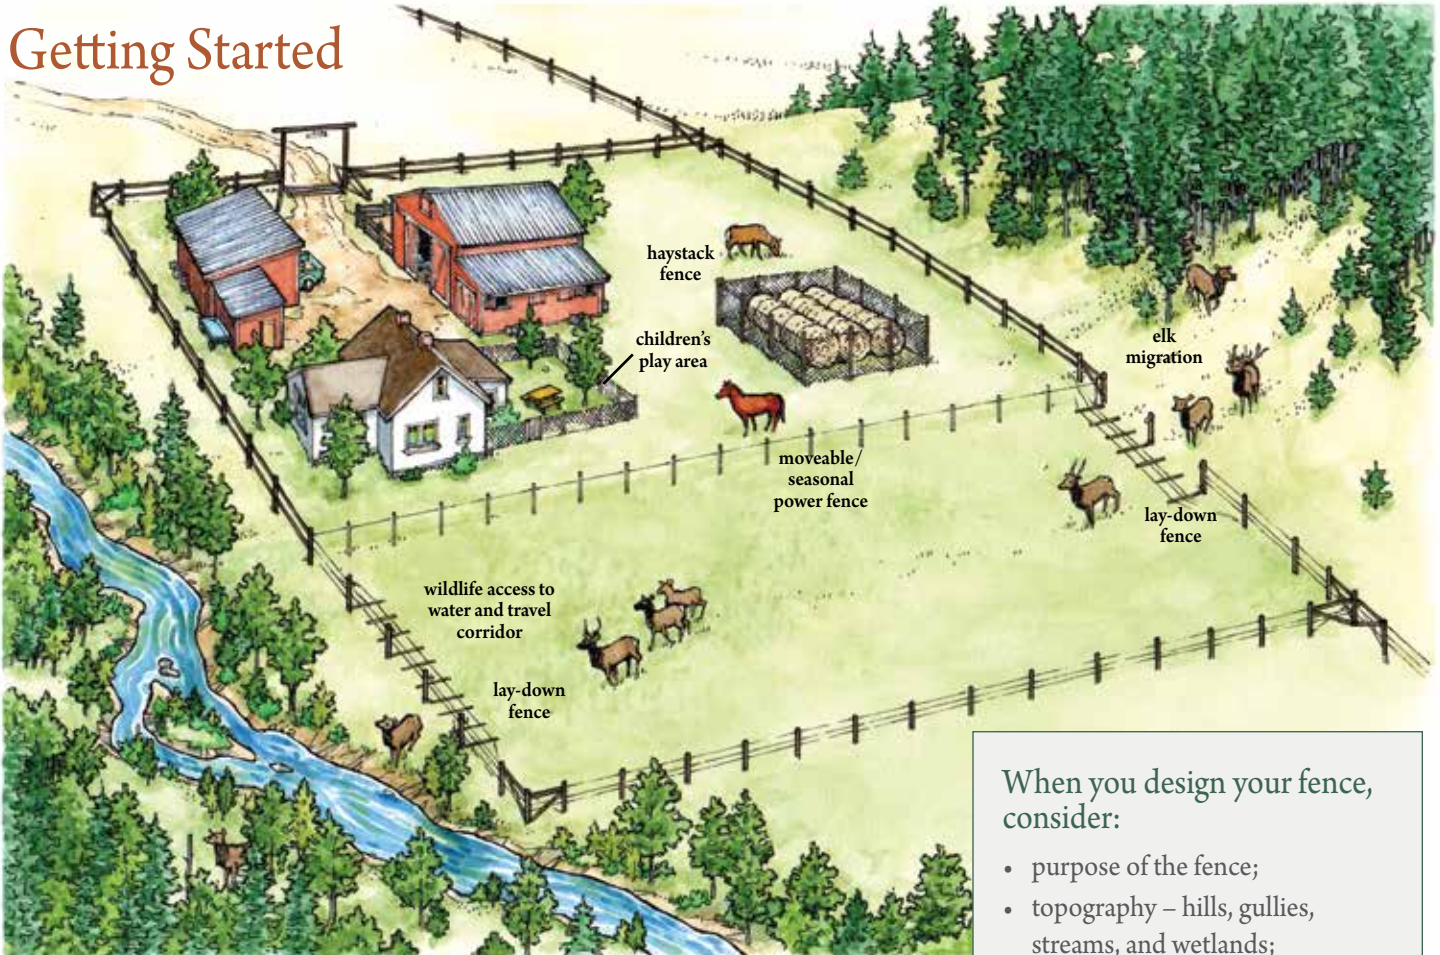 Getting Started
haystack
fence
children's
play area
elk
migration
moveable/
seasonal
power fence
lay-down
fence
wildlife access to
water and travel
corridor
lay-down
fence
When you design your fence,
consider:
• purpose of the fence;
• topography – hills, gullies,
streams, and wetlands;